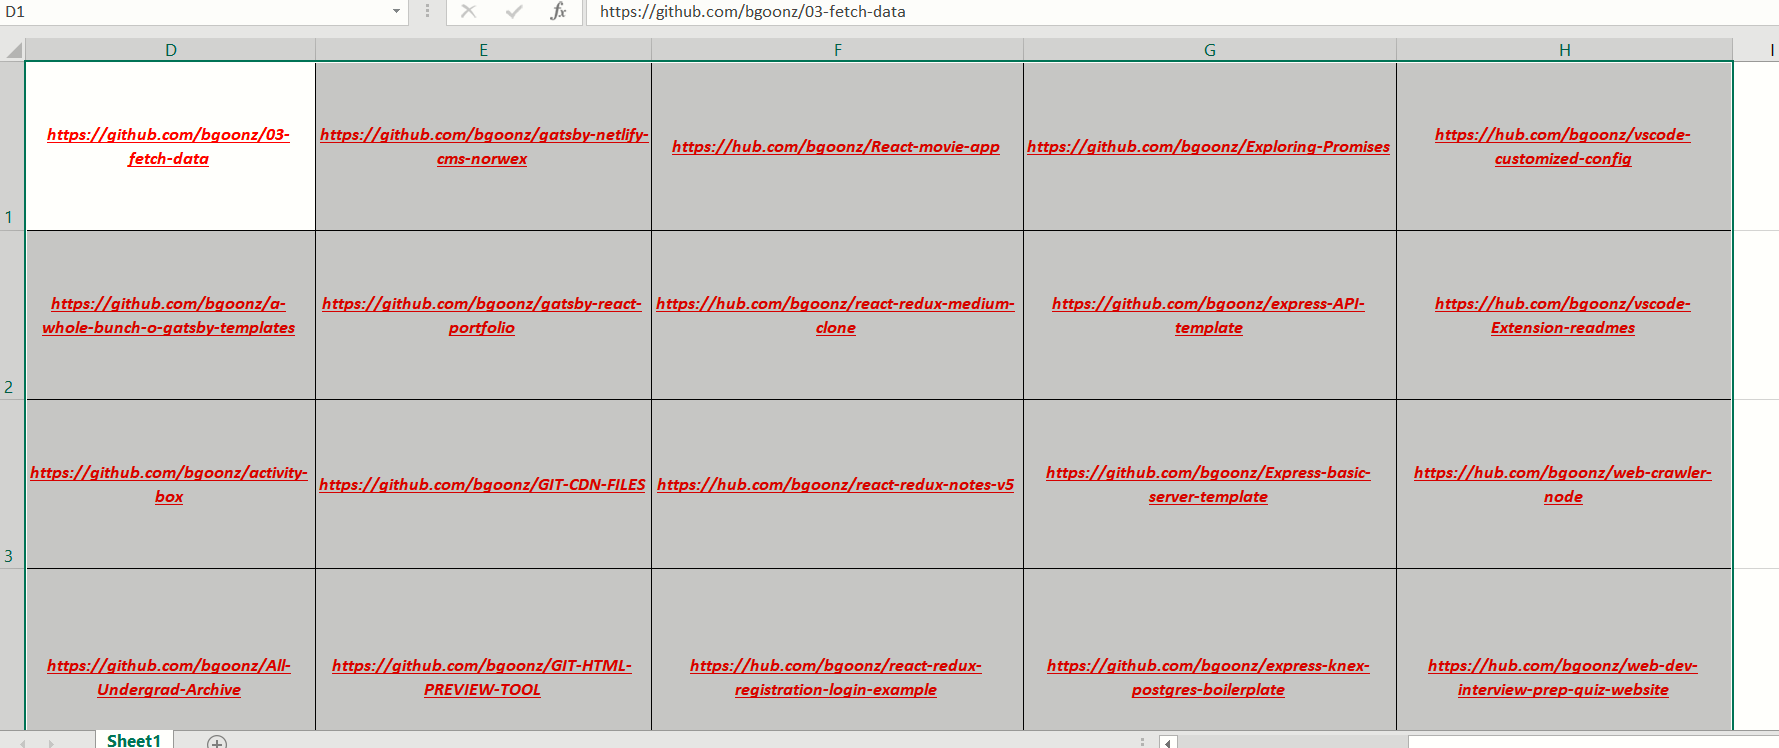 D1
fx
https://github.com/bgoonz/03-fetch-data
D
E
F
G
H
I
1
https://github.com/bgoonz/03-
fetch-data
https://github.com/bgoonz/gatsby-netlify-
cms-norwex
https://hub.com/bgoonz/React-movie-app
https://github.com/bgoonz/Exploring-Promises
https://hub.com/bgoonz/vscode-
customized-config
2
https://github.com/bgoonz/a-
whole-bunch-o-gatsby-templates
https://github.com/bgoonz/gatsby-react-
portfolio
https://hub.com/bgoonz/react-redux-medium-
clone
https://github.com/bgoonz/express-API-
template
https://hub.com/bgoonz/vscode-
Extension-readmes
3
https://github.com/bgoonz/activity-
box
https://github.com/bgoonz/GIT-CDN-FILES
https://hub.com/bgoonz/react-redux-notes-v5
https://github.com/bgoonz/Express-basic-
server-template
https://hub.com/bgoonz/web-crawler-
node
https://github.com/bgoonz/All-
Undergrad-Archive
https://github.com/bgoonz/GIT-HTML-
PREVIEW-TOOL
https://hub.com/bgoonz/react-redux-
registration-login-example
https://github.com/bgoonz/express-knex-
postgres-boilerplate
https://hub.com/bgoonz/web-dev-
interview-prep-quiz-website
Sheet1